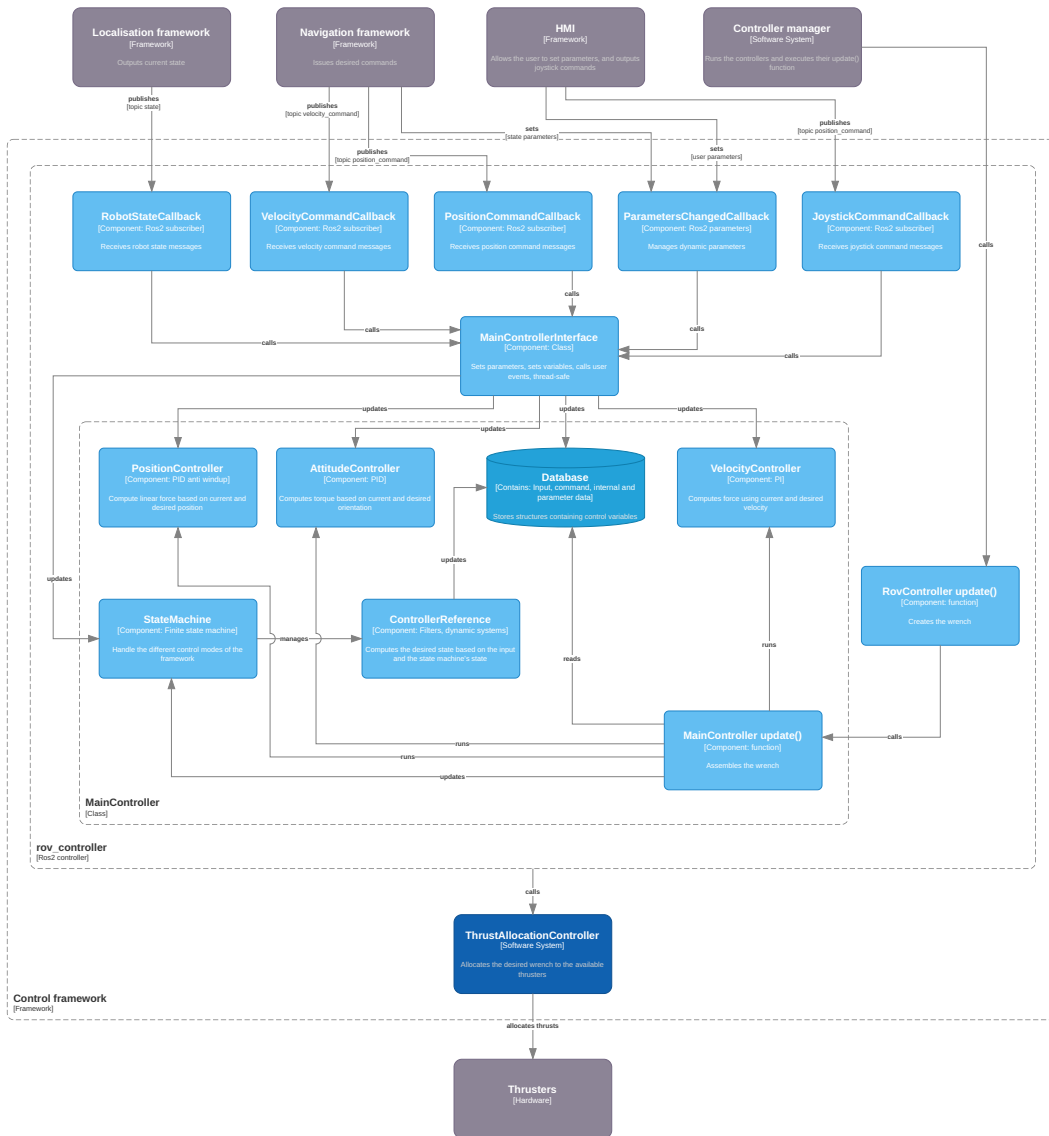 Localisation framework
[Framework]
Outputs current state
Navigation framework
[Framework]
Issues desired commands
HMI
[Framework]
Allows the user to set parameters, and outputs
joystick commands
Controller manager
[Software System]
Runs the controllers and executes their update()
function
publishes
[topic state]
publishes
[topic velocity_command]
publishes
[topic position_command]
sets
[state parameters]
sets
[user parameters]
publishes
[topic position_command]
calls
RobotStateCallback
[Component: Ros2 subscriber]
Receives robot state messages
VelocityCommandCallback
[Component: Ros2 subscriber]
Receives velocity command messages
PositionCommandCallback
[Component: Ros2 subscriber]
Receives position command messages
ParametersChangedCallback
[Component: Ros2 parameters]
Manages dynamic parameters
JoystickCommandCallback
[Component: Ros2 subscriber]
Receives joystick command messages
calls
calls
calls
calls
calls
MainControllerInterface
[Component: Class]
Sets parameters, sets variables, calls user
events, thread-safe
updates
updates
updates
updates
updates
PositionController
[Component: PID anti windup]
Compute linear force based on current and
desired position
AttitudeController
[Component: PID]
Computes torque based on current and desired
orientation
Database
[Contains: Input, command, internal and
parameter data]
Stores structures containing control variables
VelocityController
[Component: PI]
Computes force using current and desired
velocity
updates
StateMachine
[Component: Finite state machine]
Handle the different control modes of the
framework
manages
ControllerReference
[Component: Filters, dynamic systems]
Computes the desired state based on the input
and the state machine's state
reads
runs
RovController update()
[Component: function]
Creates the wrench
MainController update()
[Component: function]
Assembles the wrench
calls
runs
runs
updates
MainController
[Class]
rov_controller
[Ros2 controller]
calls
ThrustAllocationController
[Software System]
Allocates the desired wrench to the available
thrusters
Control framework
[Framework]
allocates thrusts
Thrusters
[Hardware]